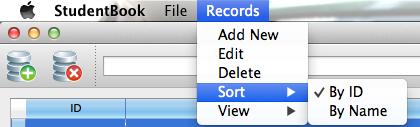 StudentBook File Records
Add New
Edit
Delete
Sort
View
By ID
By Name
ID